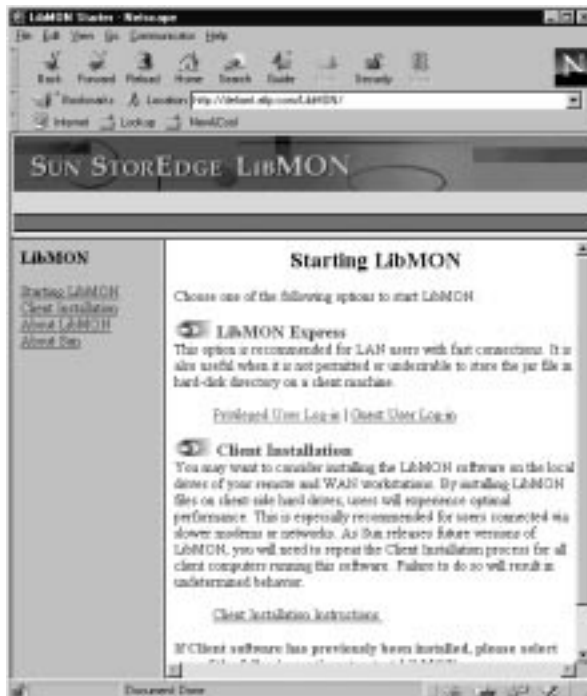 LibMON Starter - Netscape
File Edit View Go Communicator Help
Back Forward Reload Home Search Guide Security
N
Bookmarks Location: http://defiant.eily.com/LibMON/
Internet Lookup New&Cool
SUN STOREDGE LIBMON
LibMON
Starting LibMON
Client Installation
About LibMON
About Sun
Starting LibMON
Choose one of the following options to start LibMON.
LibMON Express
This option is recommended for LAN users with fast connections. It is
also useful when it is not permitted or undesirable to store the jar file in
hard-disk directory on a client machine.
Privileged User Log-in | Guest User Log-in
Client Installation
You may want to consider installing the LibMON software on the local
drives of your remote and WAN workstations. By installing LibMON
files on client-side hard drives, users will experience optimal
performance. This is especially recommended for users connected via
slower modems or networks. As Sun releases future versions of
LibMON, you will need to repeat the Client Installation process for all
client computers running this software. Failure to do so will result in
undetermined behavior.
Client Installation Instructions
If Client software has previously been installed, please select
Document: Done